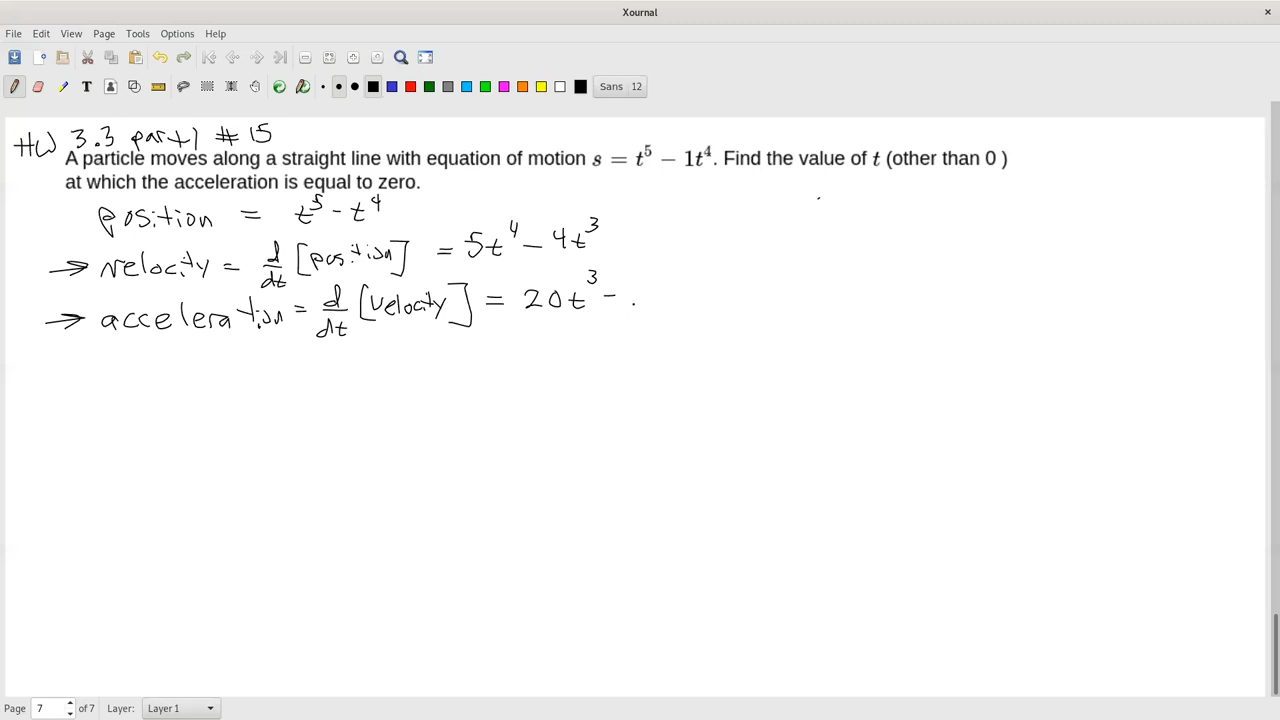 Xournal
File Edit View Page Tools Options Help
T Sans 12
HW 3.3 part 1 # 15
A particle moves along a straight line with equation of motion s = t⁵ − 1t⁴. Find the value of t (other than 0 )
at which the acceleration is equal to zero.
position = t⁵ - t⁴
→ velocity = d/dt [position] = 5t⁴ - 4t³
→ acceleration = d/dt [velocity] = 20t³ -
Page 7 of 7 Layer: Layer 1